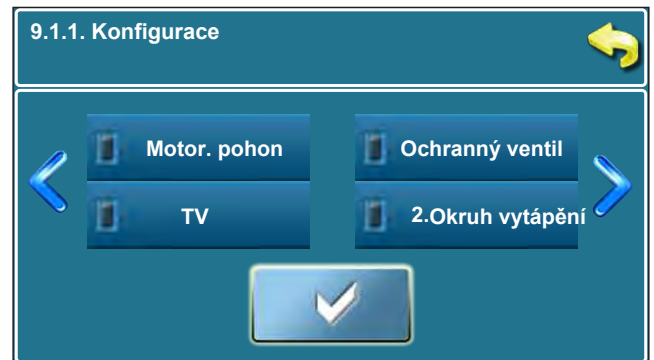 9.1.1. Konfigurace
Motor. pohon
Ochranný ventil
TV
2.Okruh vytápění